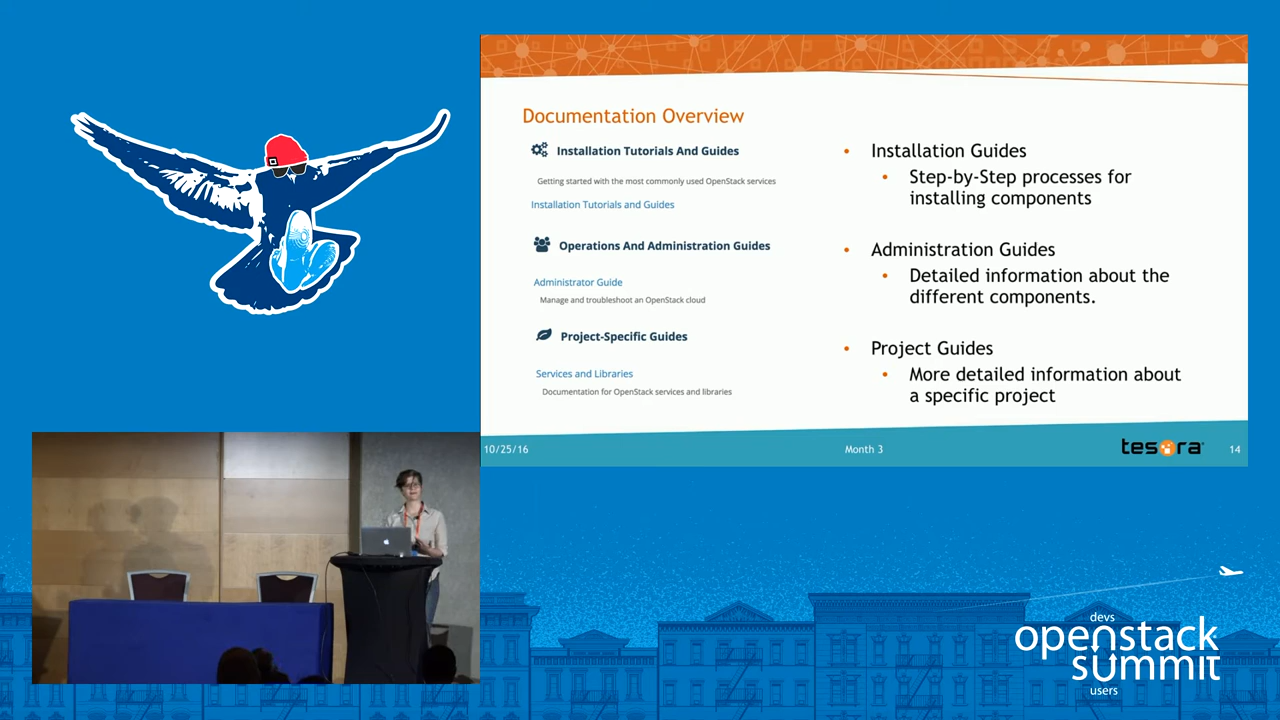 Documentation Overview
Installation Tutorials And Guides
Getting started with the most commonly used OpenStack services
Installation Tutorials and Guides
Operations And Administration Guides
Administrator Guide
Manage and troubleshoot an OpenStack cloud
Project-Specific Guides
Services and Libraries
Documentation for OpenStack services and libraries
• Installation Guides
• Step-by-Step processes for
installing components
• Administration Guides
• Detailed information about the
different components.
• Project Guides
• More detailed information about
a specific project
10/25/16
Month 3
tesora
14
devs
openstack
summit
users